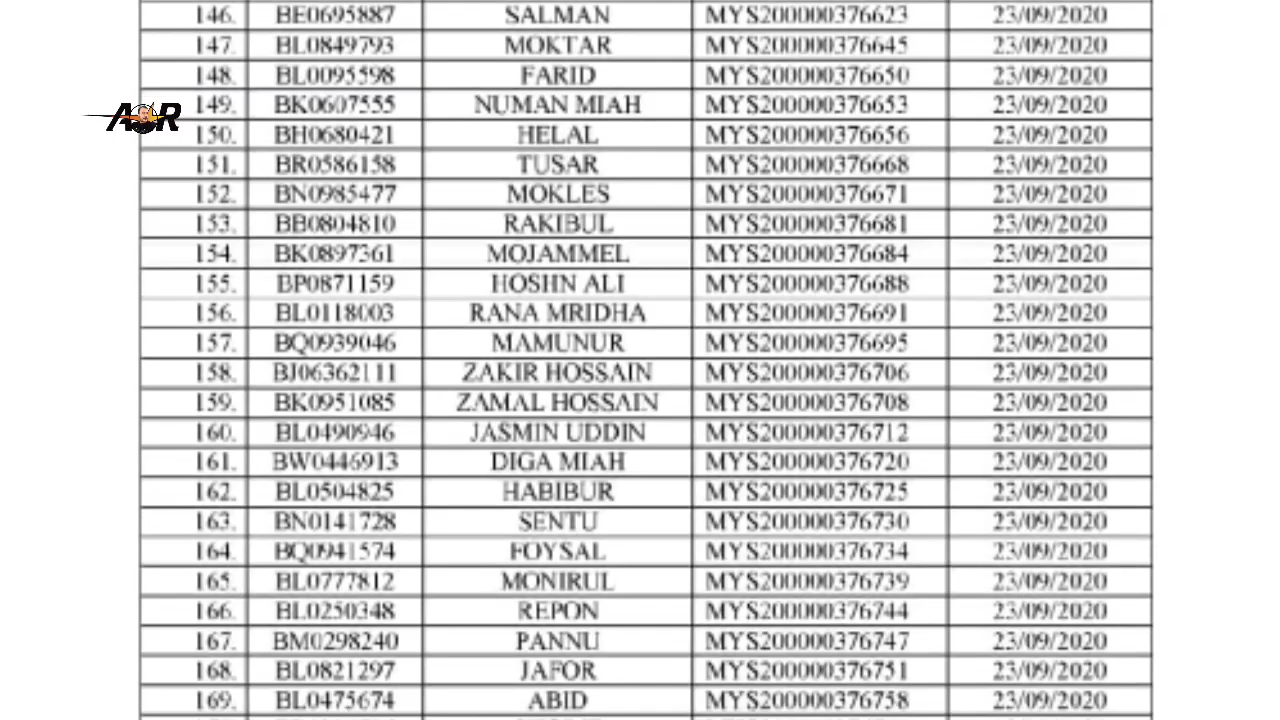 146. BE0695887 SALMAN MYS200000376623 23/09/2020
147. BL0849793 MOKTAR MYS200000376645 23/09/2020
148. BL0095598 FARID MYS200000376650 23/09/2020
149. BK0607555 NUMAN MIAH MYS200000376653 23/09/2020
AOR
150. BH0680421 HELAL MYS200000376656 23/09/2020
151. BR0586158 TUSAR MYS200000376668 23/09/2020
152. BN0985477 MOKLES MYS200000376671 23/09/2020
153. BB0804810 RAKIBUL MYS200000376681 23/09/2020
154. BK0897361 MOJAMMEL MYS200000376684 23/09/2020
155. BP0871159 HOSHN ALI MYS200000376688 23/09/2020
156. BL0118003 RANA MRIDHA MYS200000376691 23/09/2020
157. BQ0939046 MAMUNUR MYS200000376695 23/09/2020
158. BJ06362111 ZAKIR HOSSAIN MYS200000376706 23/09/2020
159. BK0951085 ZAMAL HOSSAIN MYS200000376708 23/09/2020
160. BL0490946 JASMIN UDDIN MYS200000376712 23/09/2020
161. BW0446913 DIGA MIAH MYS200000376720 23/09/2020
162. BL0504825 HABIBUR MYS200000376725 23/09/2020
163. BN0141728 SENTU MYS200000376730 23/09/2020
164. BQ0941574 FOYSAL MYS200000376734 23/09/2020
165. BL0777812 MONIRUL MYS200000376739 23/09/2020
166. BL0250348 REPON MYS200000376744 23/09/2020
167. BM0298240 PANNU MYS200000376747 23/09/2020
168. BL0821297 JAFOR MYS200000376751 23/09/2020
169. BL0475674 ABID MYS200000376758 23/09/2020